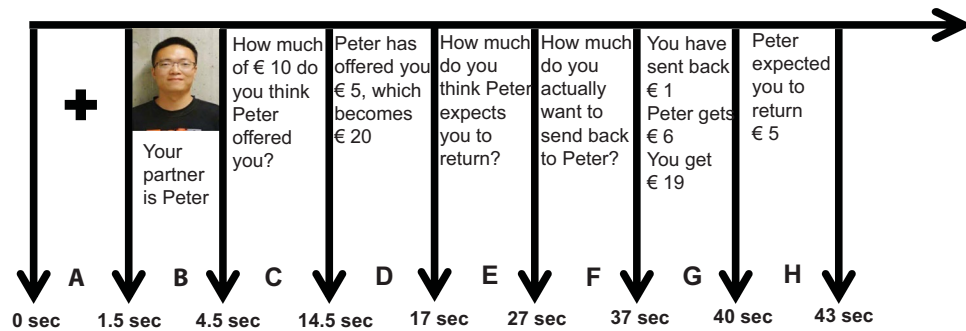 Your
partner
is Peter
How much
of € 10 do
you think
Peter
offered
you?
Peter has
offered you
€ 5, which
becomes
€ 20
How much
do you
think Peter
expects
you to
return?
How much
do you
actually
want to
send back
to Peter?
You have
sent back
€ 1
Peter gets
€ 6
You get
€ 19
Peter
expected
you to
return
€ 5
A B C D E F G H
0 sec 1.5 sec 4.5 sec 14.5 sec 17 sec 27 sec 37 sec 40 sec 43 sec